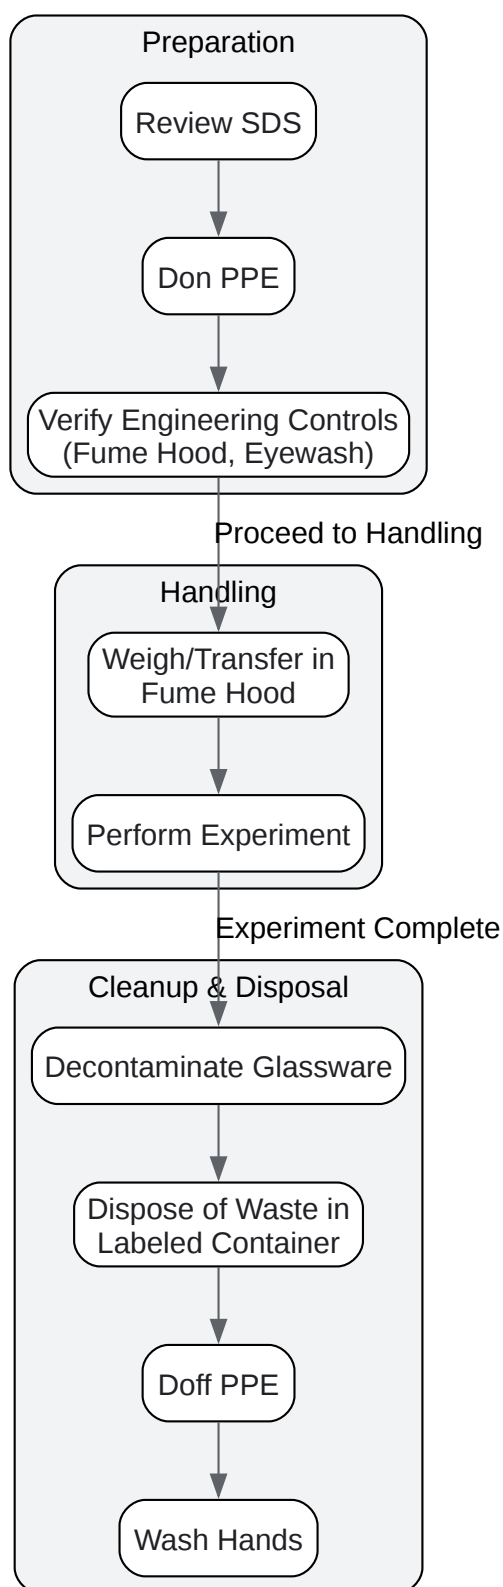 Preparation
Review SDS
Don PPE
Verify Engineering Controls
(Fume Hood, Eyewash)
Proceed to Handling
Handling
Weigh/Transfer in
Fume Hood
Perform Experiment
Experiment Complete
Cleanup & Disposal
Decontaminate Glassware
Dispose of Waste in
Labeled Container
Doff PPE
Wash Hands